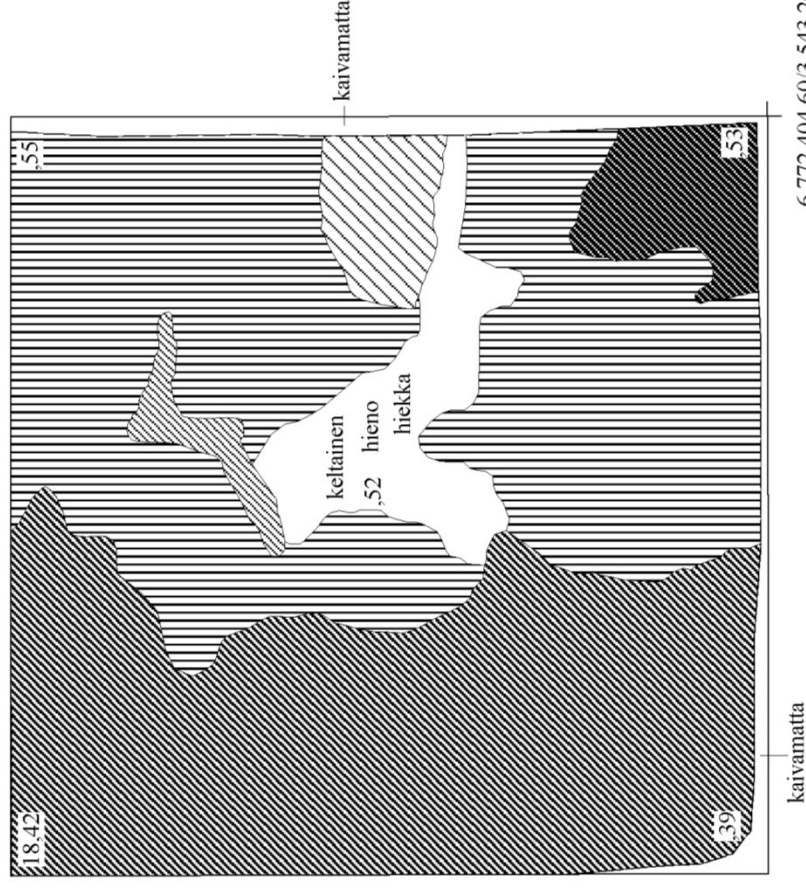 ,55
kaivamatta
keltainen
hieno
hiekka
,52
18.42
,39
,53
kaivamatta